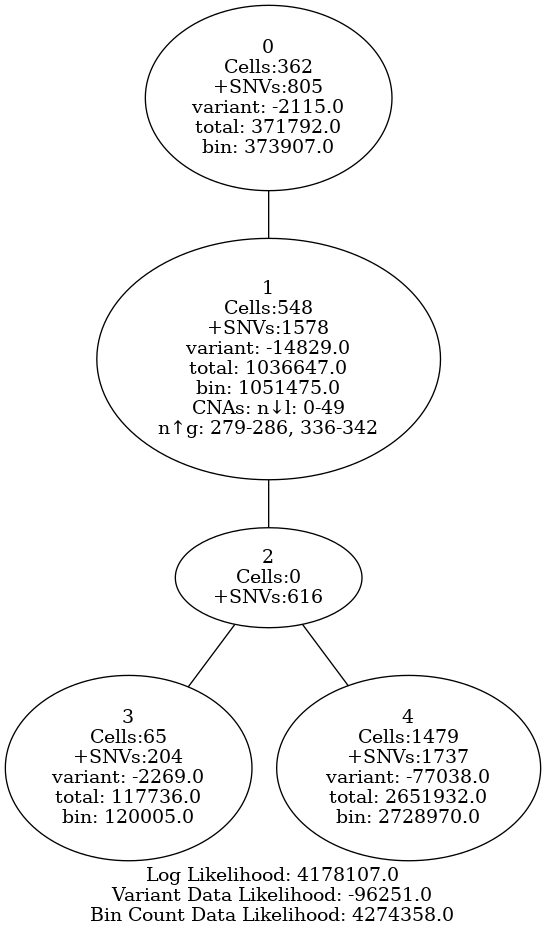 0
Cells:362
+SNVs:805
variant: -2115.0
total: 371792.0
bin: 373907.0
1
Cells:548
+SNVs:1578
variant: -14829.0
total: 1036647.0
bin: 1051475.0
CNAs: n↓l: 0-49
n↑g: 279-286, 336-342
2
Cells:0
+SNVs:616
3
Cells:65
+SNVs:204
variant: -2269.0
total: 117736.0
bin: 120005.0
4
Cells:1479
+SNVs:1737
variant: -77038.0
total: 2651932.0
bin: 2728970.0
Log Likelihood: 4178107.0
Variant Data Likelihood: -96251.0
Bin Count Data Likelihood: 4274358.0